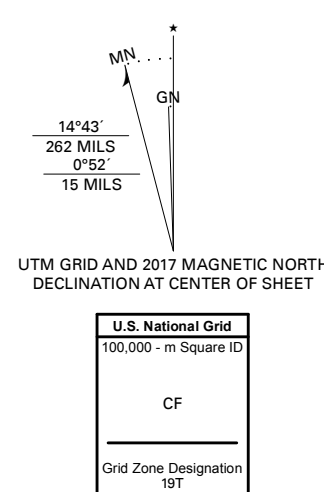 ★
MN
GN
14°43´
262 MILS
0°52´
15 MILS
UTM GRID AND 2017 MAGNETIC NORTH
DECLINATION AT CENTER OF SHEET
U.S. National Grid
100,000 - m Square ID
CF
Grid Zone Designation
19T